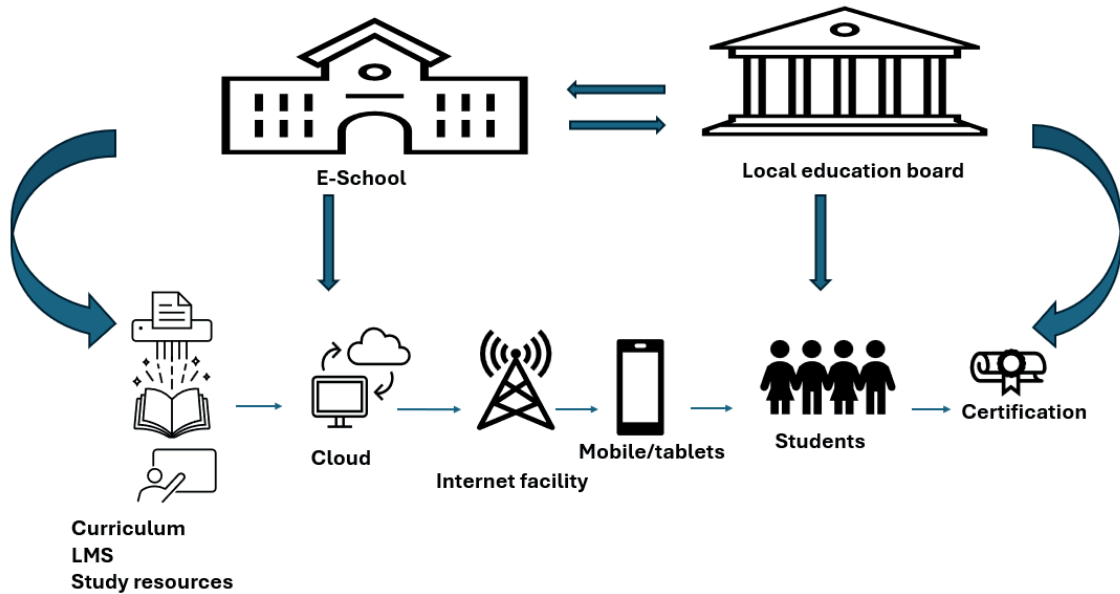 E-School
Local education board
Cloud
Internet facility
Mobile/tablets
Students
Certification
Curriculum
LMS
Study resources